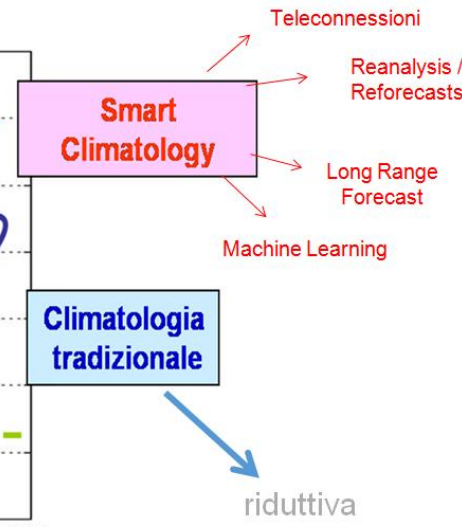 Teleconnessioni
Reanalysis /
Reforecasts
Smart
Climatology
Long Range
Forecast
Machine Learning
Climatologia
tradizionale
riduttiva